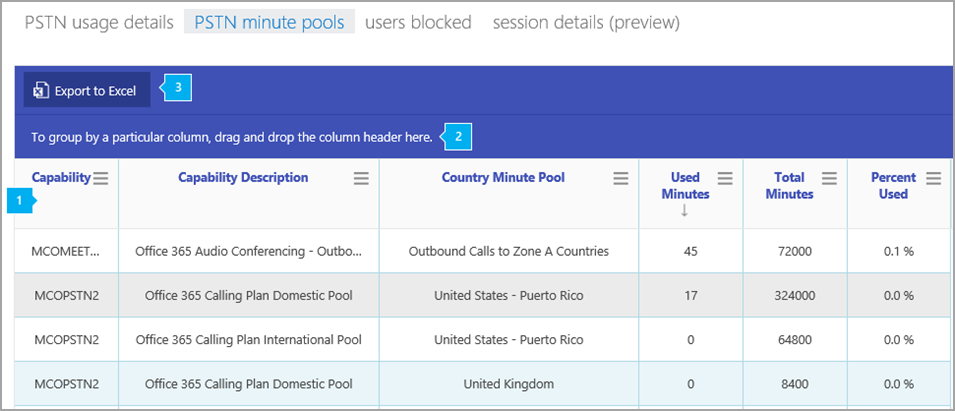 PSTN usage details PSTN minute pools users blocked session details (preview)
Export to Excel 3
To group by a particular column, drag and drop the column header here. 2
Capability Capability Description Country Minute Pool Used Minutes ↓ Total Minutes Percent Used
1
MCOMEET... Office 365 Audio Conferencing - Outbo... Outbound Calls to Zone A Countries 45 72000 0.1 %
MCOPSTN2 Office 365 Calling Plan Domestic Pool United States - Puerto Rico 17 324000 0.0 %
MCOPSTN2 Office 365 Calling Plan International Pool United States - Puerto Rico 0 64800 0.0 %
MCOPSTN2 Office 365 Calling Plan Domestic Pool United Kingdom 0 8400 0.0 %